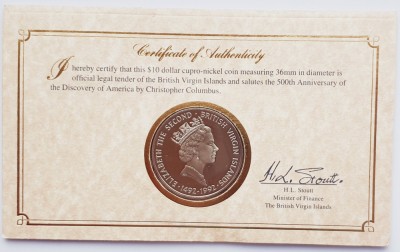 Certificate of Authenticity
I hereby certify that this $10 dollar cupro-nickel coin measuring 36mm in diameter is
official legal tender of the British Virgin Islands and salutes the 500th Anniversary of
the Discovery of America by Christopher Columbus.
ELIZABETH THE SECOND · BRITISH VIRGIN ISLANDS
·1492-1992·
H.L. Stoutt
H.L. Stoutt
Minister of Finance
The British Virgin Islands